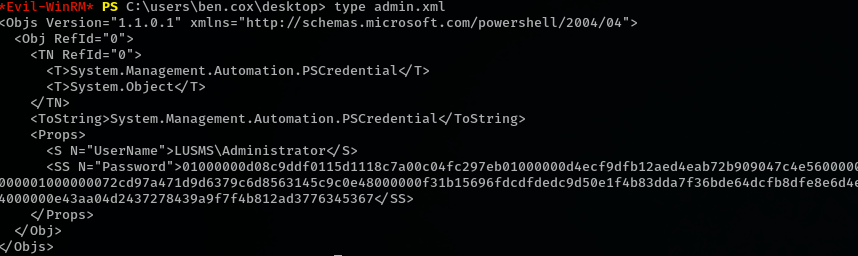 *Evil-WinRM* PS C:\users\ben.cox\desktop> type admin.xml
<Objs Version="1.1.0.1" xmlns="http://schemas.microsoft.com/powershell/2004/04">
  <Obj RefId="0">
    <TN RefId="0">
      <T>System.Management.Automation.PSCredential</T>
      <T>System.Object</T>
    </TN>
    <ToString>System.Management.Automation.PSCredential</ToString>
    <Props>
      <S N="UserName">LUSMS\Administrator</S>
      <SS N="Password">01000000d08c9ddf0115d1118c7a00c04fc297eb01000000d4ecf9dfb12aed4eab72b909047c4e5600000
000001000000072cd97a471d9d6379c6d8563145c9c0e48000000f31b15696fdcdfdedc9d50e1f4b83dda7f36bde64dcfb8dfe8e6d4e
4000000e43aa04d2437278439a9f7f4b812ad3776345367</SS>
    </Props>
  </Obj>
</Objs>